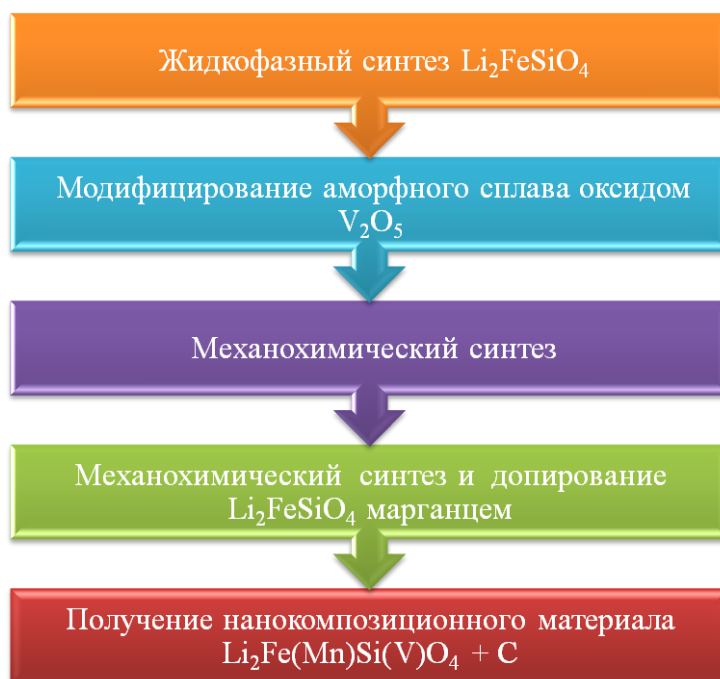 Жидкофазный синтез Li₂FeSiO₄
Модифицирование аморфного сплава оксидом
V₂O₅
Механохимический синтез
Механохимический синтез и допирование
Li₂FeSiO₄ марганцем
Получение нанокомпозиционного материала
Li₂Fe(Mn)Si(V)O₄ + C